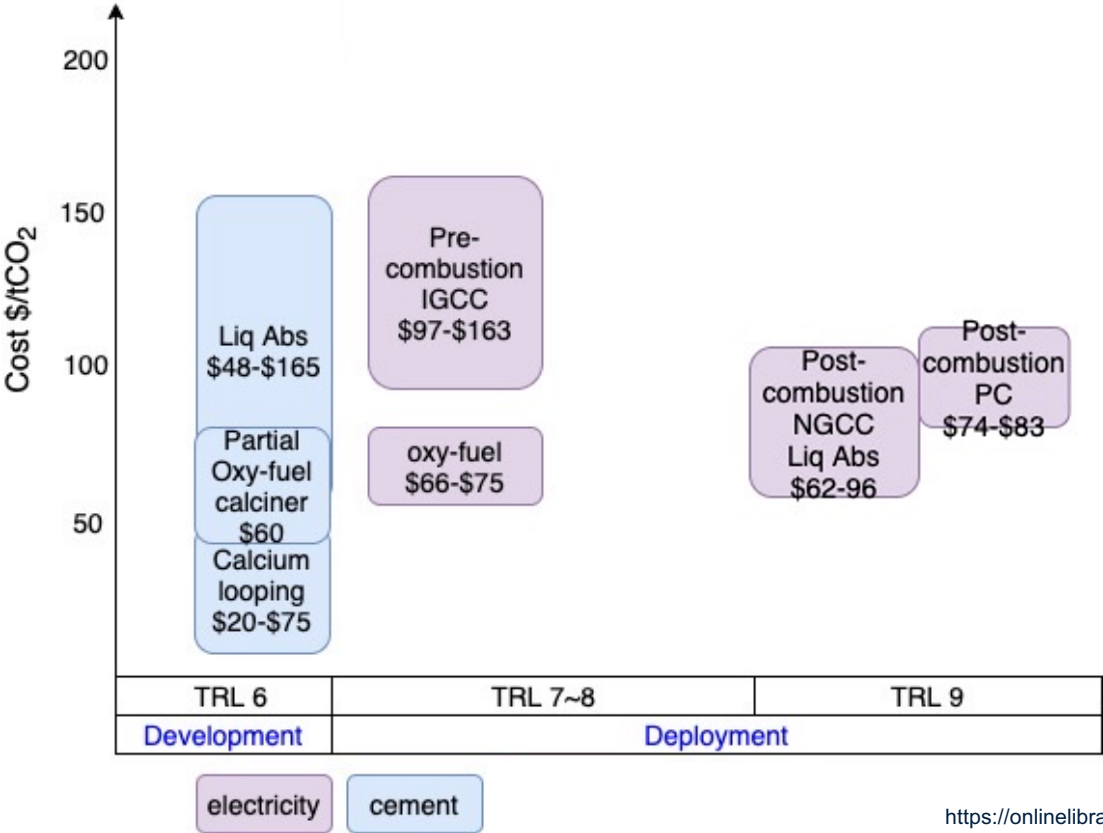 Cost $/tCO₂
200
150
100
50
Liq Abs
$48-$165
Partial
Oxy-fuel
calciner
$60
Calcium
looping
$20-$75
Pre-
combustion
IGCC
$97-$163
oxy-fuel
$66-$75
Post-
combustion
NGCC
Liq Abs
$62-96
Post-
combustion
PC
$74-$83
TRL 6
TRL 7~8
TRL 9
Development
Deployment
electricity
cement
https://onlinelibra